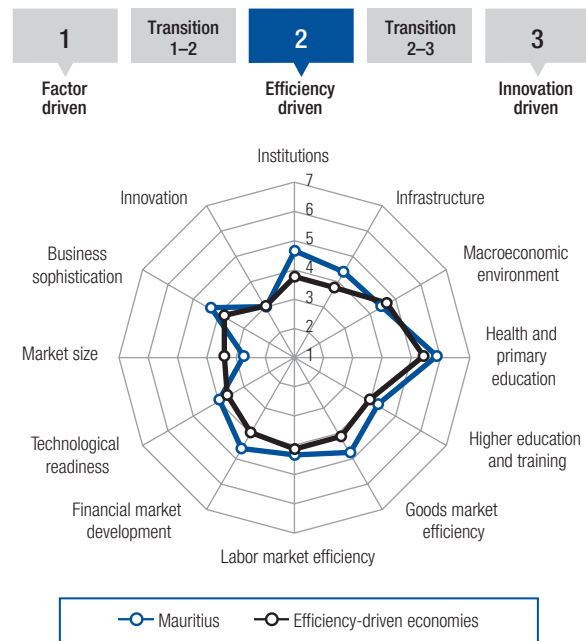 1
Transition
1–2
2
Transition
2–3
3
Factor
driven
Efficiency
driven
Innovation
driven
Institutions
Infrastructure
Macroeconomic
environment
Health and
primary
education
Higher education
and training
Goods market
efficiency
Labor market efficiency
Financial market
development
Technological
readiness
Market size
Business
sophistication
Innovation
7
6
5
4
3
2
1
Mauritius
Efficiency-driven economies